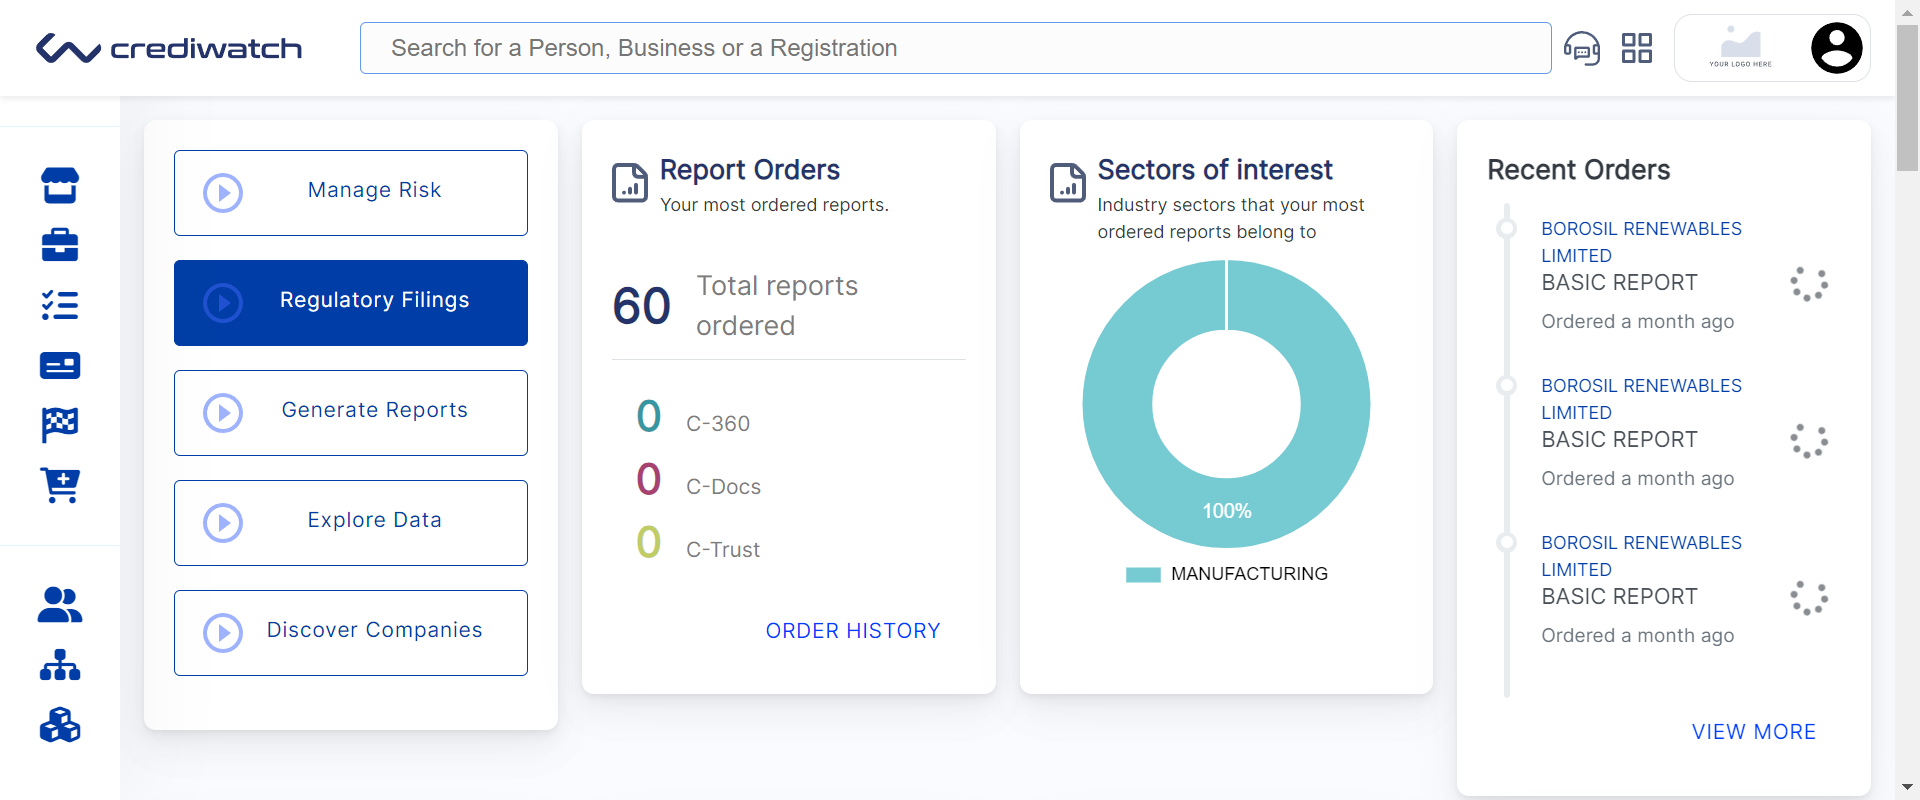 crediwatch
Search for a Person, Business or a Registration
YOUR LOGO HERE
Manage Risk
Regulatory Filings
Generate Reports
Explore Data
Discover Companies
Report Orders
Your most ordered reports.
60
Total reports
ordered
0 C-360
0 C-Docs
0 C-Trust
ORDER HISTORY
Sectors of interest
Industry sectors that your most
ordered reports belong to
100%
MANUFACTURING
Recent Orders
BOROSIL RENEWABLES
LIMITED
BASIC REPORT
Ordered a month ago
BOROSIL RENEWABLES
LIMITED
BASIC REPORT
Ordered a month ago
BOROSIL RENEWABLES
LIMITED
BASIC REPORT
Ordered a month ago
VIEW MORE